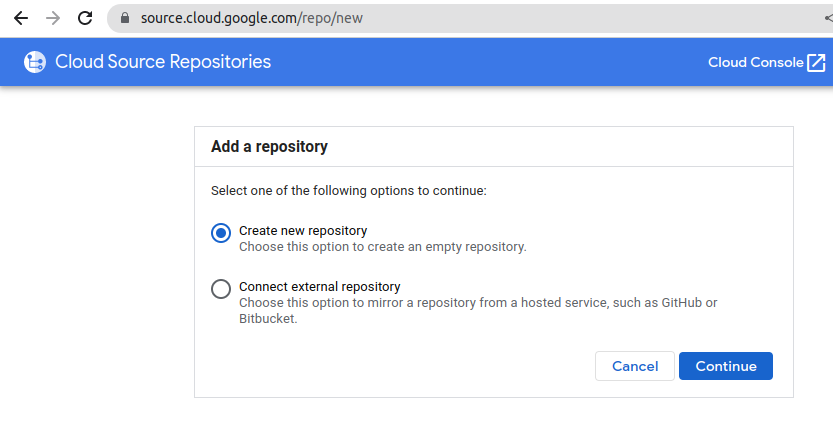 source.cloud.google.com/repo/new
Cloud Source Repositories
Cloud Console
Add a repository
Select one of the following options to continue:
Create new repository
Choose this option to create an empty repository.
Connect external repository
Choose this option to mirror a repository from a hosted service, such as GitHub or
Bitbucket.
Cancel
Continue